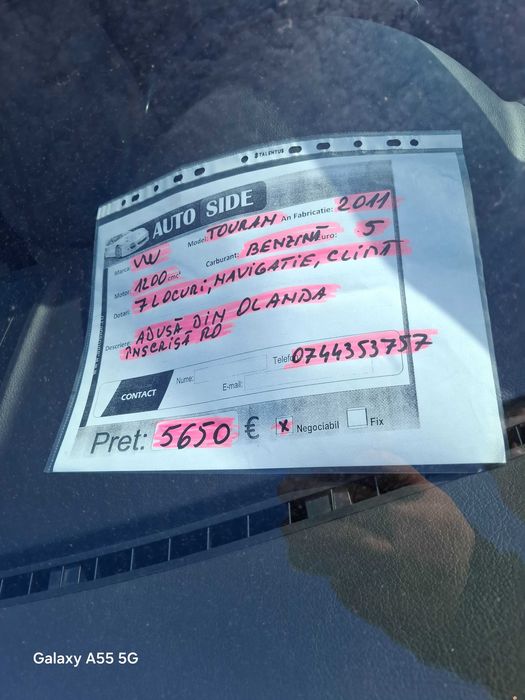 TALENTUS
AUTO SIDE
Marca: VW Model: TOURAN An Fabricatie: 2011
Motor: 1200 cmc Carburant: BENZINĂ Euro: 5
Dotari: 7 LOCURI, NAVIGATIE, CLIMĂ
Descriere: ADUSĂ DIN OLANDA
ÎNSCRISĂ RO
CONTACT
Nume:
Telefo 0744353757
E-mail:
Pret: 5650 € X Negociabil Fix
Galaxy A55 5G